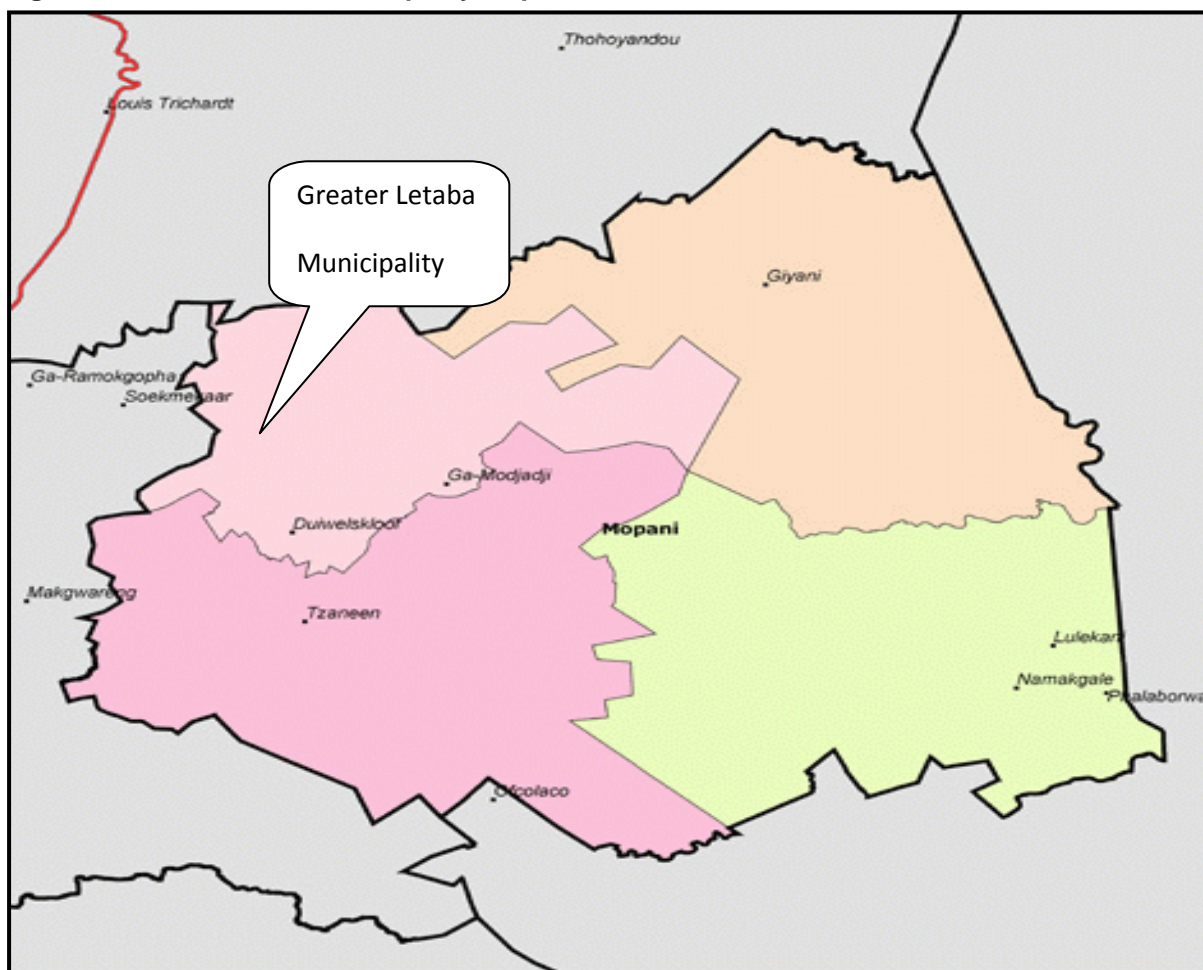 Thohoyandou
Louis Trichardt
Greater Letaba
Municipality
Giyani
Ga-Ramokgopha
Soekmekaar
Ga-Modjadji
Duiwelskloof
Mopani
Makgwareng
Tzaneen
Lulekani
Namakgale
Phalaborwa
Ofcolaco